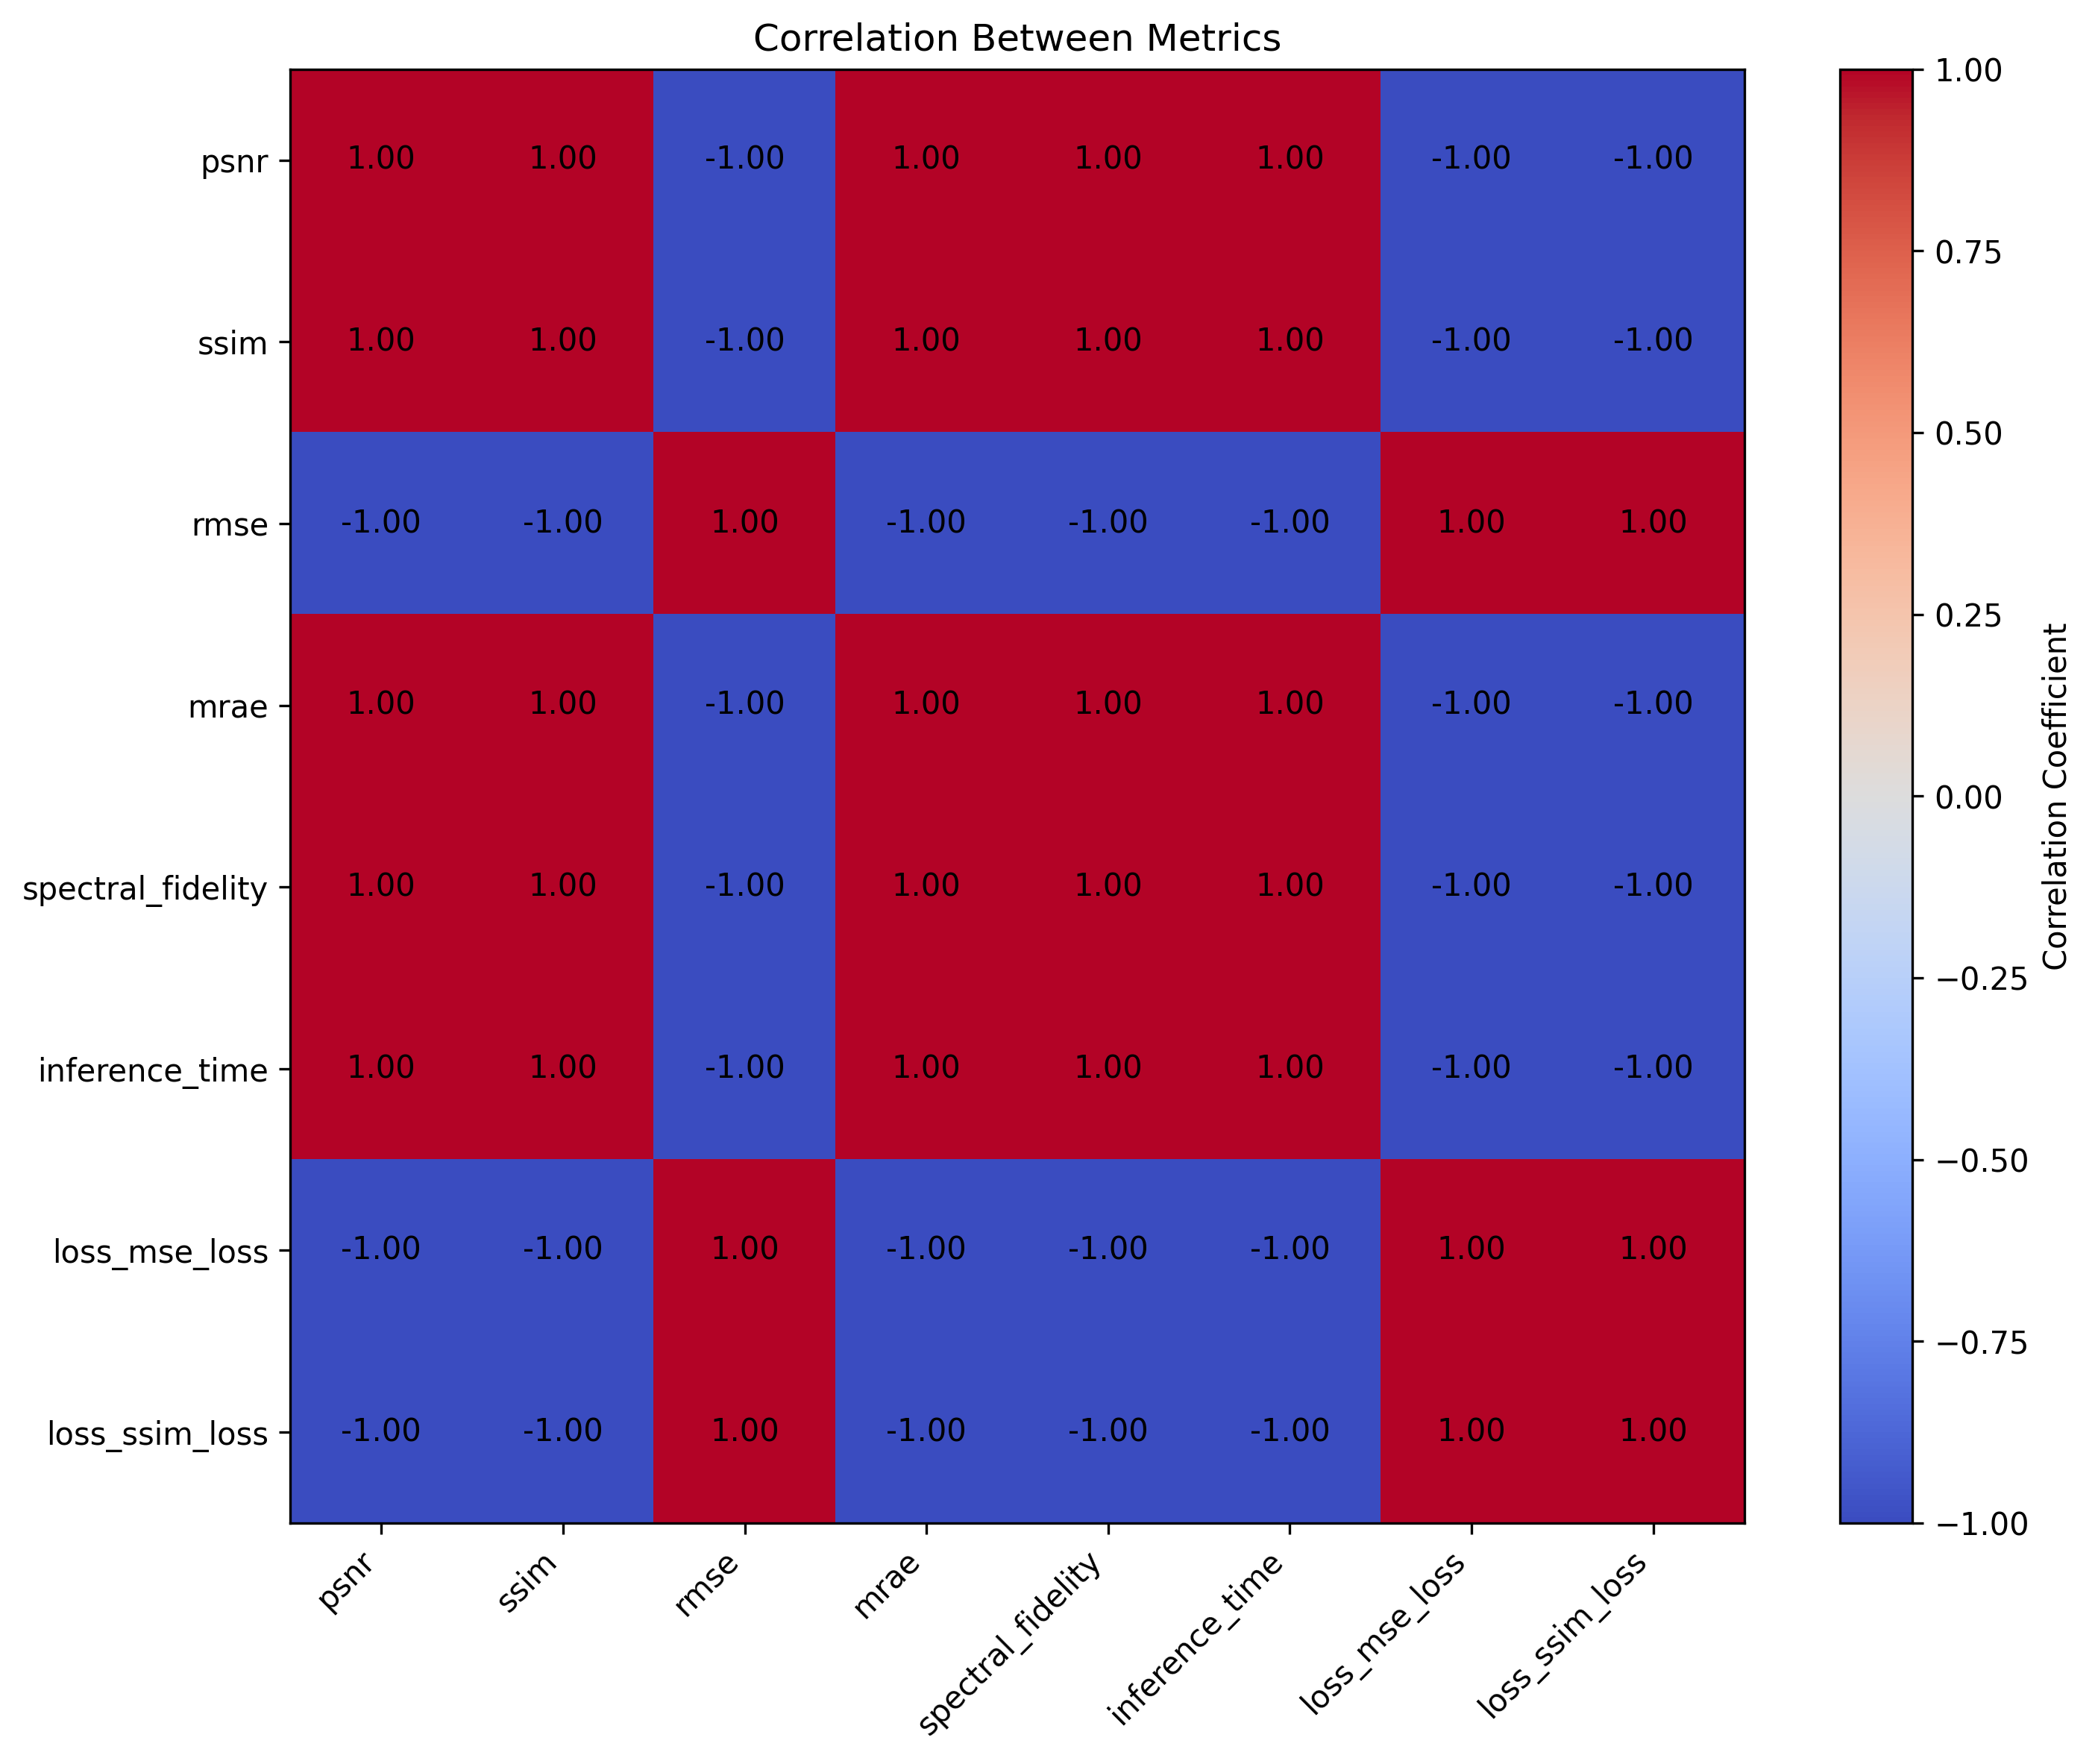 Correlation Between Metrics
psnr 1.00 1.00 -1.00 1.00 1.00 1.00 -1.00 -1.00
ssim 1.00 1.00 -1.00 1.00 1.00 1.00 -1.00 -1.00
rmse -1.00 -1.00 1.00 -1.00 -1.00 -1.00 1.00 1.00
mrae 1.00 1.00 -1.00 1.00 1.00 1.00 -1.00 -1.00
spectral_fidelity 1.00 1.00 -1.00 1.00 1.00 1.00 -1.00 -1.00
inference_time 1.00 1.00 -1.00 1.00 1.00 1.00 -1.00 -1.00
loss_mse_loss -1.00 -1.00 1.00 -1.00 -1.00 -1.00 1.00 1.00
loss_ssim_loss -1.00 -1.00 1.00 -1.00 -1.00 -1.00 1.00 1.00
psnr
ssim
rmse
mrae
spectral_fidelity
inference_time
loss_mse_loss
loss_ssim_loss
1.00
0.75
0.50
0.25
0.00
−0.25
−0.50
−0.75
−1.00
Correlation Coefficient